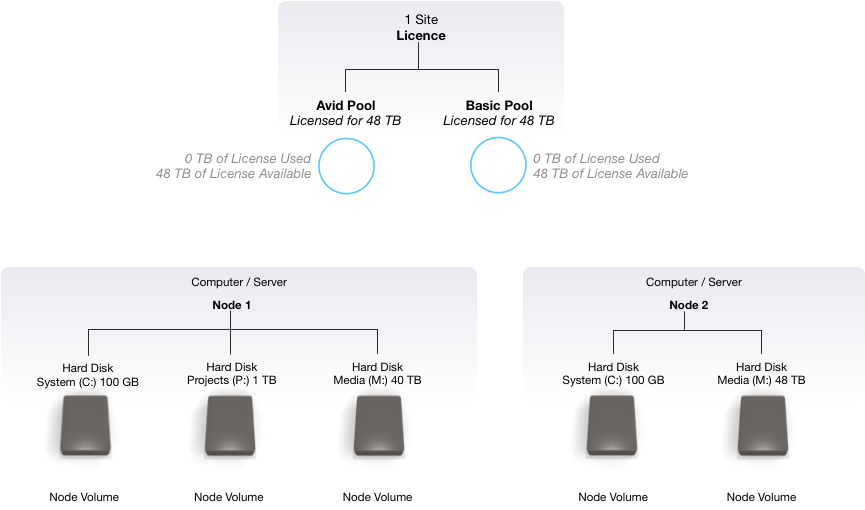 1 Site
Licence
Avid Pool
Licensed for 48 TB
Basic Pool
Licensed for 48 TB
0 TB of License Used
48 TB of License Available
0 TB of License Used
48 TB of License Available
Computer / Server
Node 1
Hard Disk
System (C:) 100 GB
Hard Disk
Projects (P:) 1 TB
Hard Disk
Media (M:) 40 TB
Node Volume
Node Volume
Node Volume
Computer / Server
Node 2
Hard Disk
System (C:) 100 GB
Hard Disk
Media (M:) 48 TB
Node Volume
Node Volume